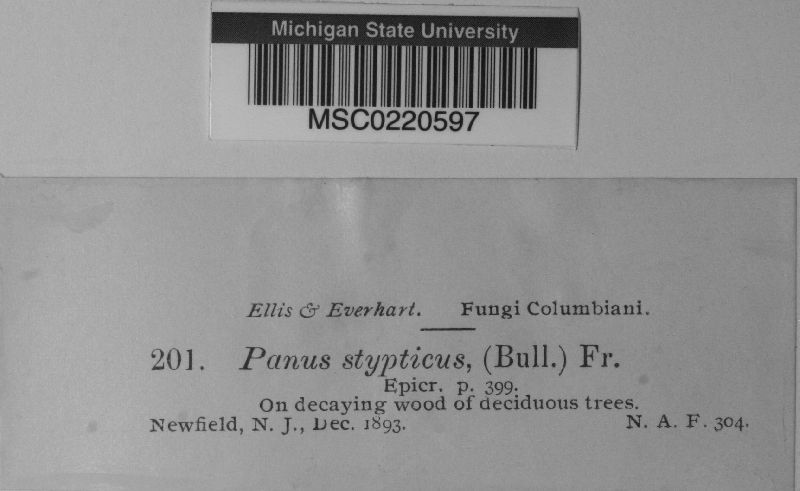 Michigan State University
MSC0220597
Ellis & Everhart. Fungi Columbiani.
201. Panus stypticus, (Bull.) Fr.
Epicr. p. 399.
On decaying wood of deciduous trees.
Newfield, N. J., Dec. 1893. N. A. F. 304.